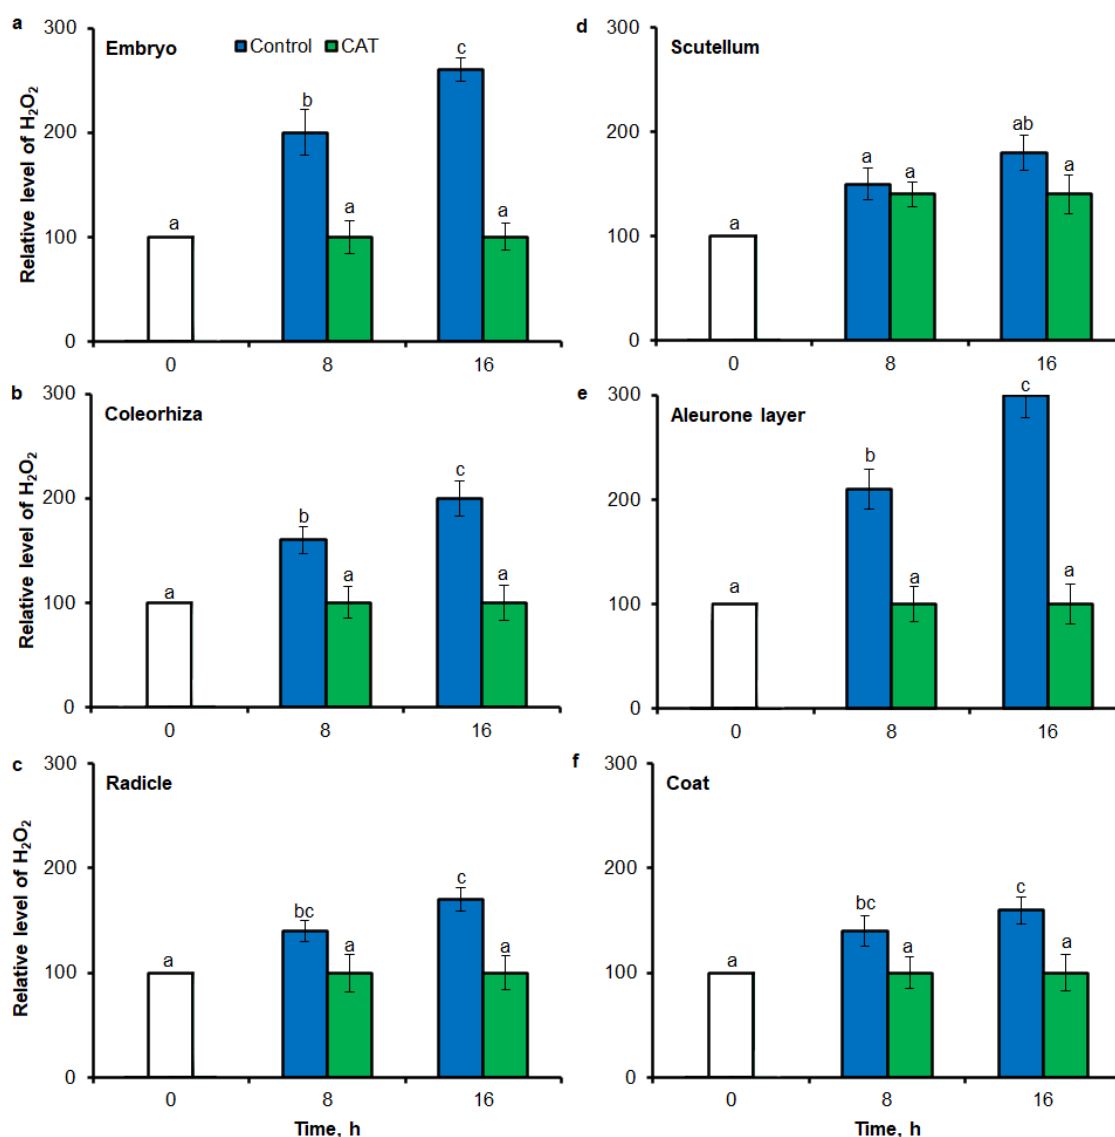 a
Embryo
Control CAT
Relative level of H₂O₂
300
200
100
0
a
b
a
c
a
0 8 16
b
Coleorhiza
Relative level of H₂O₂
300
200
100
0
a
b
a
c
a
0 8 16
c
Radicle
Relative level of H₂O₂
300
200
100
0
a
bc
a
c
a
0 8 16
Time, h
d
Scutellum
300
200
100
0
a
a
a
ab
a
0 8 16
e
Aleurone layer
300
200
100
0
a
b
a
c
a
0 8 16
f
Coat
300
200
100
0
a
bc
a
c
a
0 8 16
Time, h